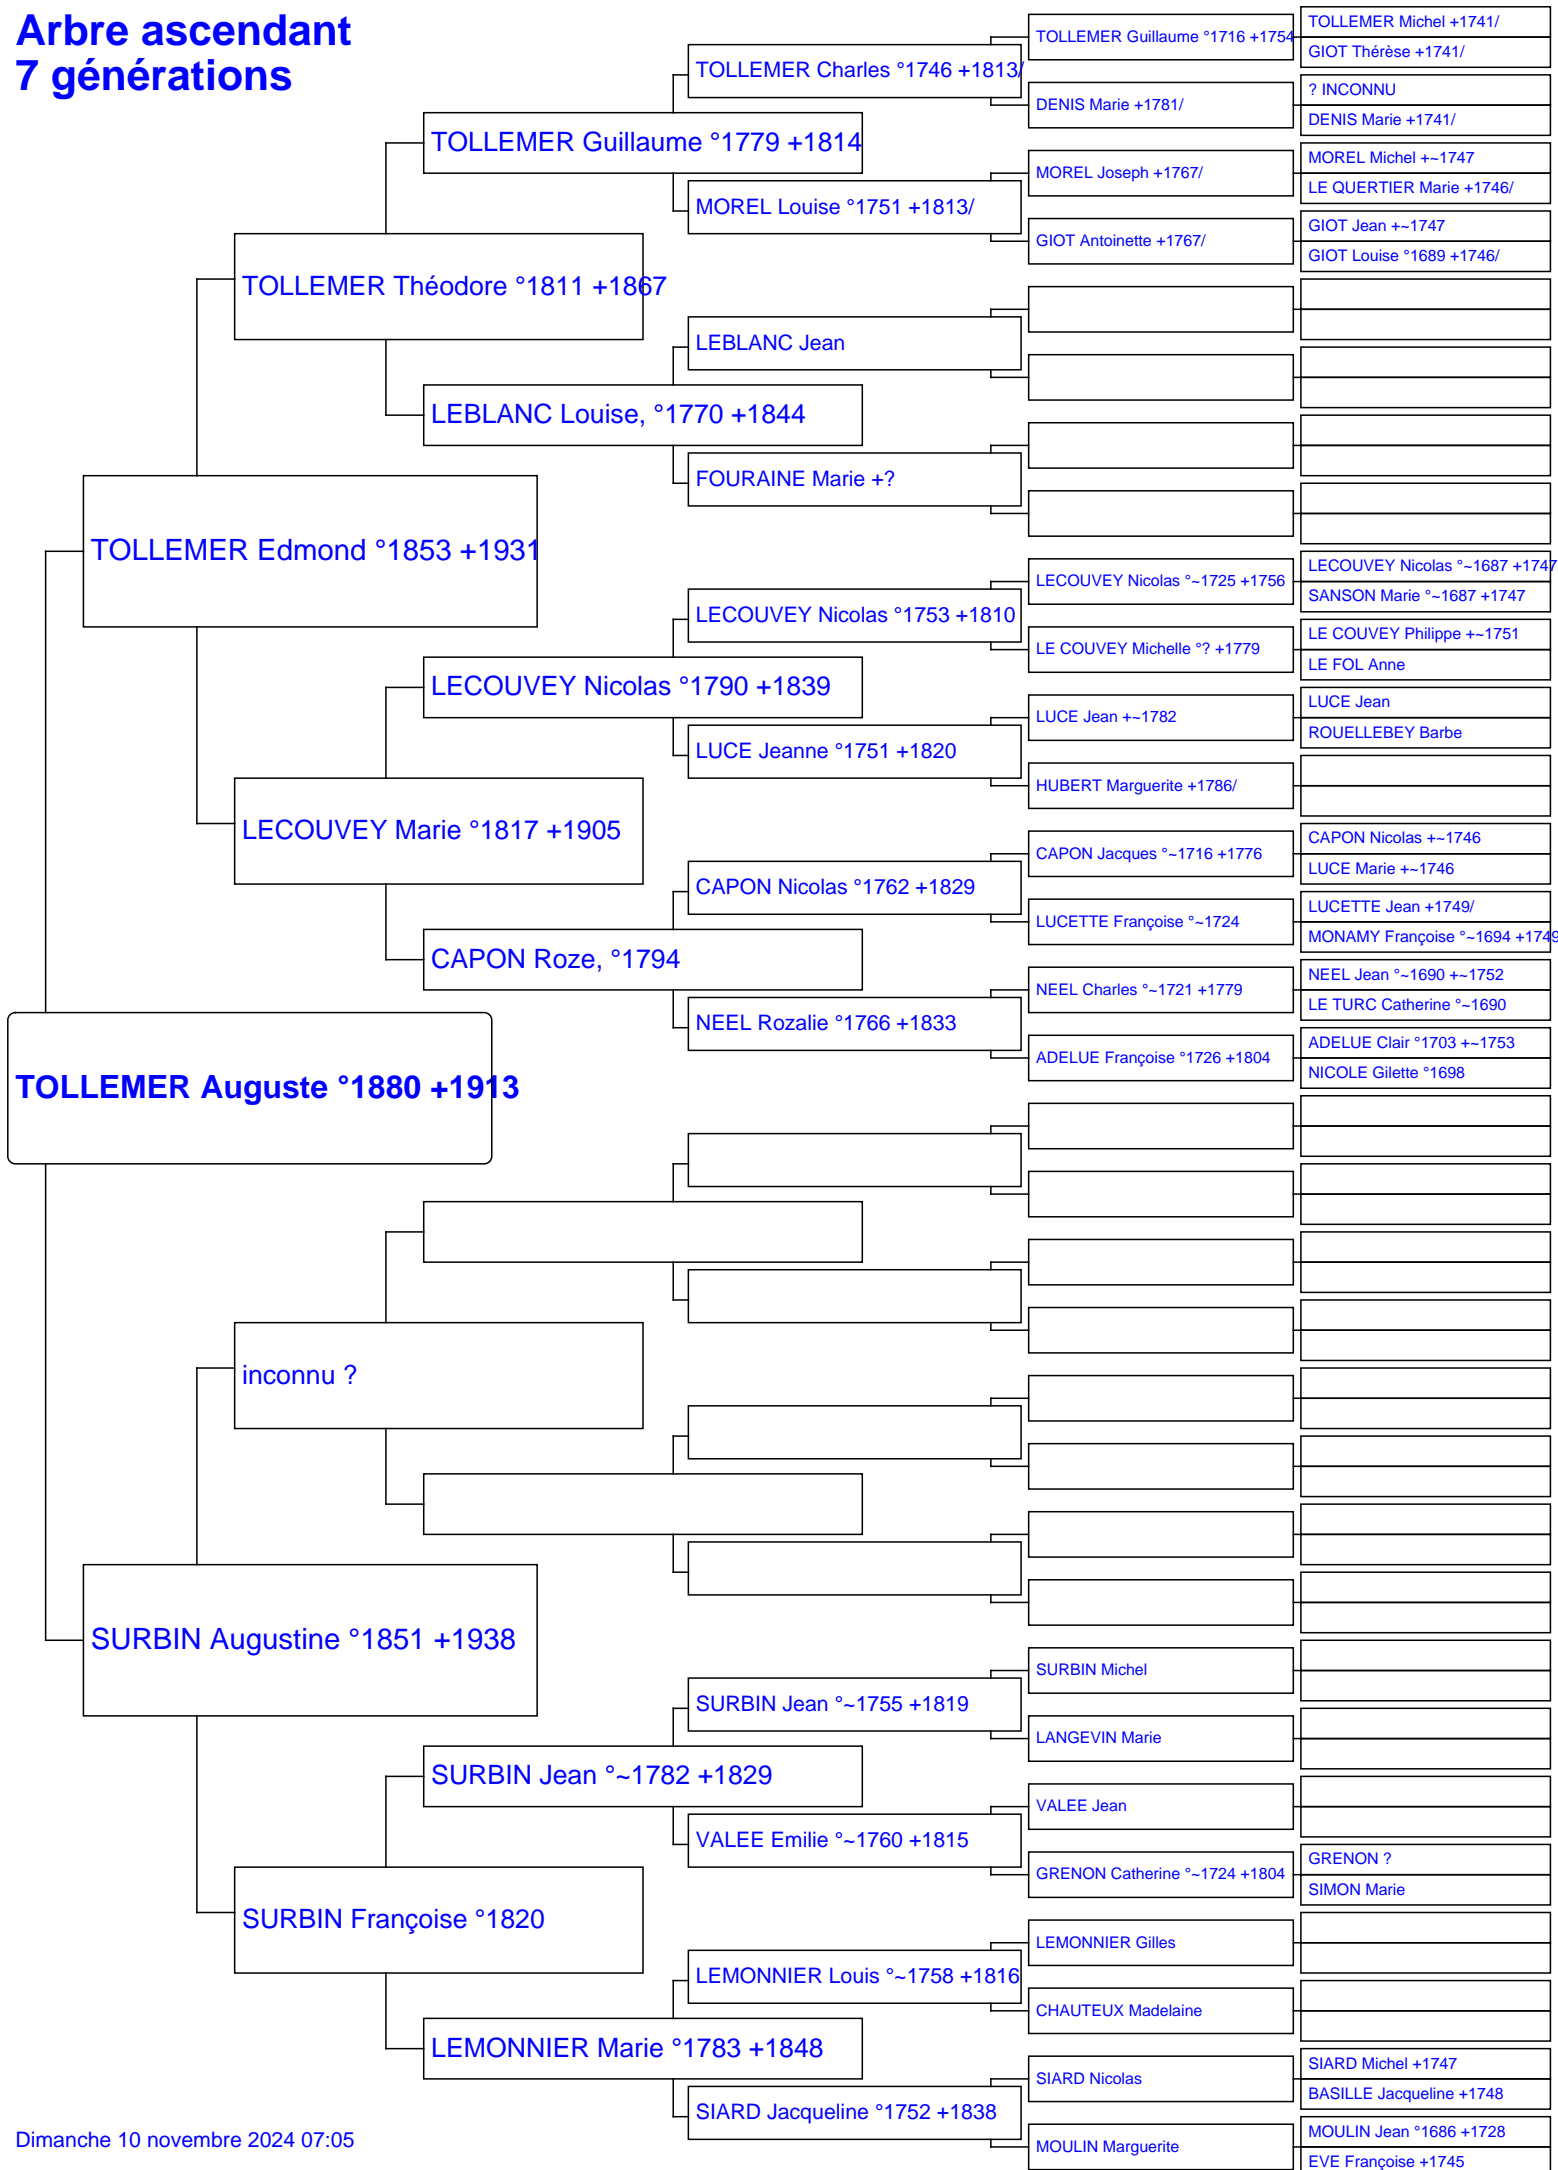 Arbre ascendant
7 générations
TOLLEMER Auguste °1880 +1913
TOLLEMER Edmond °1853 +1931
SURBIN Augustine °1851 +1938
TOLLEMER Théodore °1811 +1867
LECOUVEY Marie °1817 +1905
inconnu ?
SURBIN Françoise °1820
TOLLEMER Guillaume °1779 +1814
LEBLANC Louise, °1770 +1844
LECOUVEY Nicolas °1790 +1839
CAPON Roze, °1794
SURBIN Jean °~1782 +1829
LEMONNIER Marie °1783 +1848
TOLLEMER Charles °1746 +1813/
MOREL Louise °1751 +1813/
LEBLANC Jean
FOURAINE Marie +?
LECOUVEY Nicolas °1753 +1810
LUCE Jeanne °1751 +1820
CAPON Nicolas °1762 +1829
NEEL Rozalie °1766 +1833
SURBIN Jean °~1755 +1819
VALEE Emilie °~1760 +1815
LEMONNIER Louis °~1758 +1816
SIARD Jacqueline °1752 +1838
TOLLEMER Guillaume °1716 +1754
DENIS Marie +1781/
MOREL Joseph +1767/
GIOT Antoinette +1767/
LECOUVEY Nicolas °~1725 +1756
LE COUVEY Michelle °? +1779
LUCE Jean +~1782
HUBERT Marguerite +1786/
CAPON Jacques °~1716 +1776
LUCETTE Françoise °~1724
NEEL Charles °~1721 +1779
ADELUE Françoise °1726 +1804
SURBIN Michel
LANGEVIN Marie
VALEE Jean
GRENON Catherine °~1724 +1804
LEMONNIER Gilles
CHAUTEUX Madelaine
SIARD Nicolas
MOULIN Marguerite
TOLLEMER Michel +1741/
GIOT Thérèse +1741/
? INCONNU
DENIS Marie +1741/
MOREL Michel +~1747
LE QUERTIER Marie +1746/
GIOT Jean +~1747
GIOT Louise °1689 +1746/
LECOUVEY Nicolas °~1687 +1747
SANSON Marie °~1687 +1747
LE COUVEY Philippe +~1751
LE FOL Anne
LUCE Jean
ROUELLEBEY Barbe
CAPON Nicolas +~1746
LUCE Marie +~1746
LUCETTE Jean +1749/
MONAMY Françoise °~1694 +1749
NEEL Jean °~1690 +~1752
LE TURC Catherine °~1690
ADELUE Clair °1703 +~1753
NICOLE Gilette °1698
GRENON ?
SIMON Marie
SIARD Michel +1747
BASILLE Jacqueline +1748
MOULIN Jean °1686 +1728
EVE Françoise +1745
Dimanche 10 novembre 2024 07:05